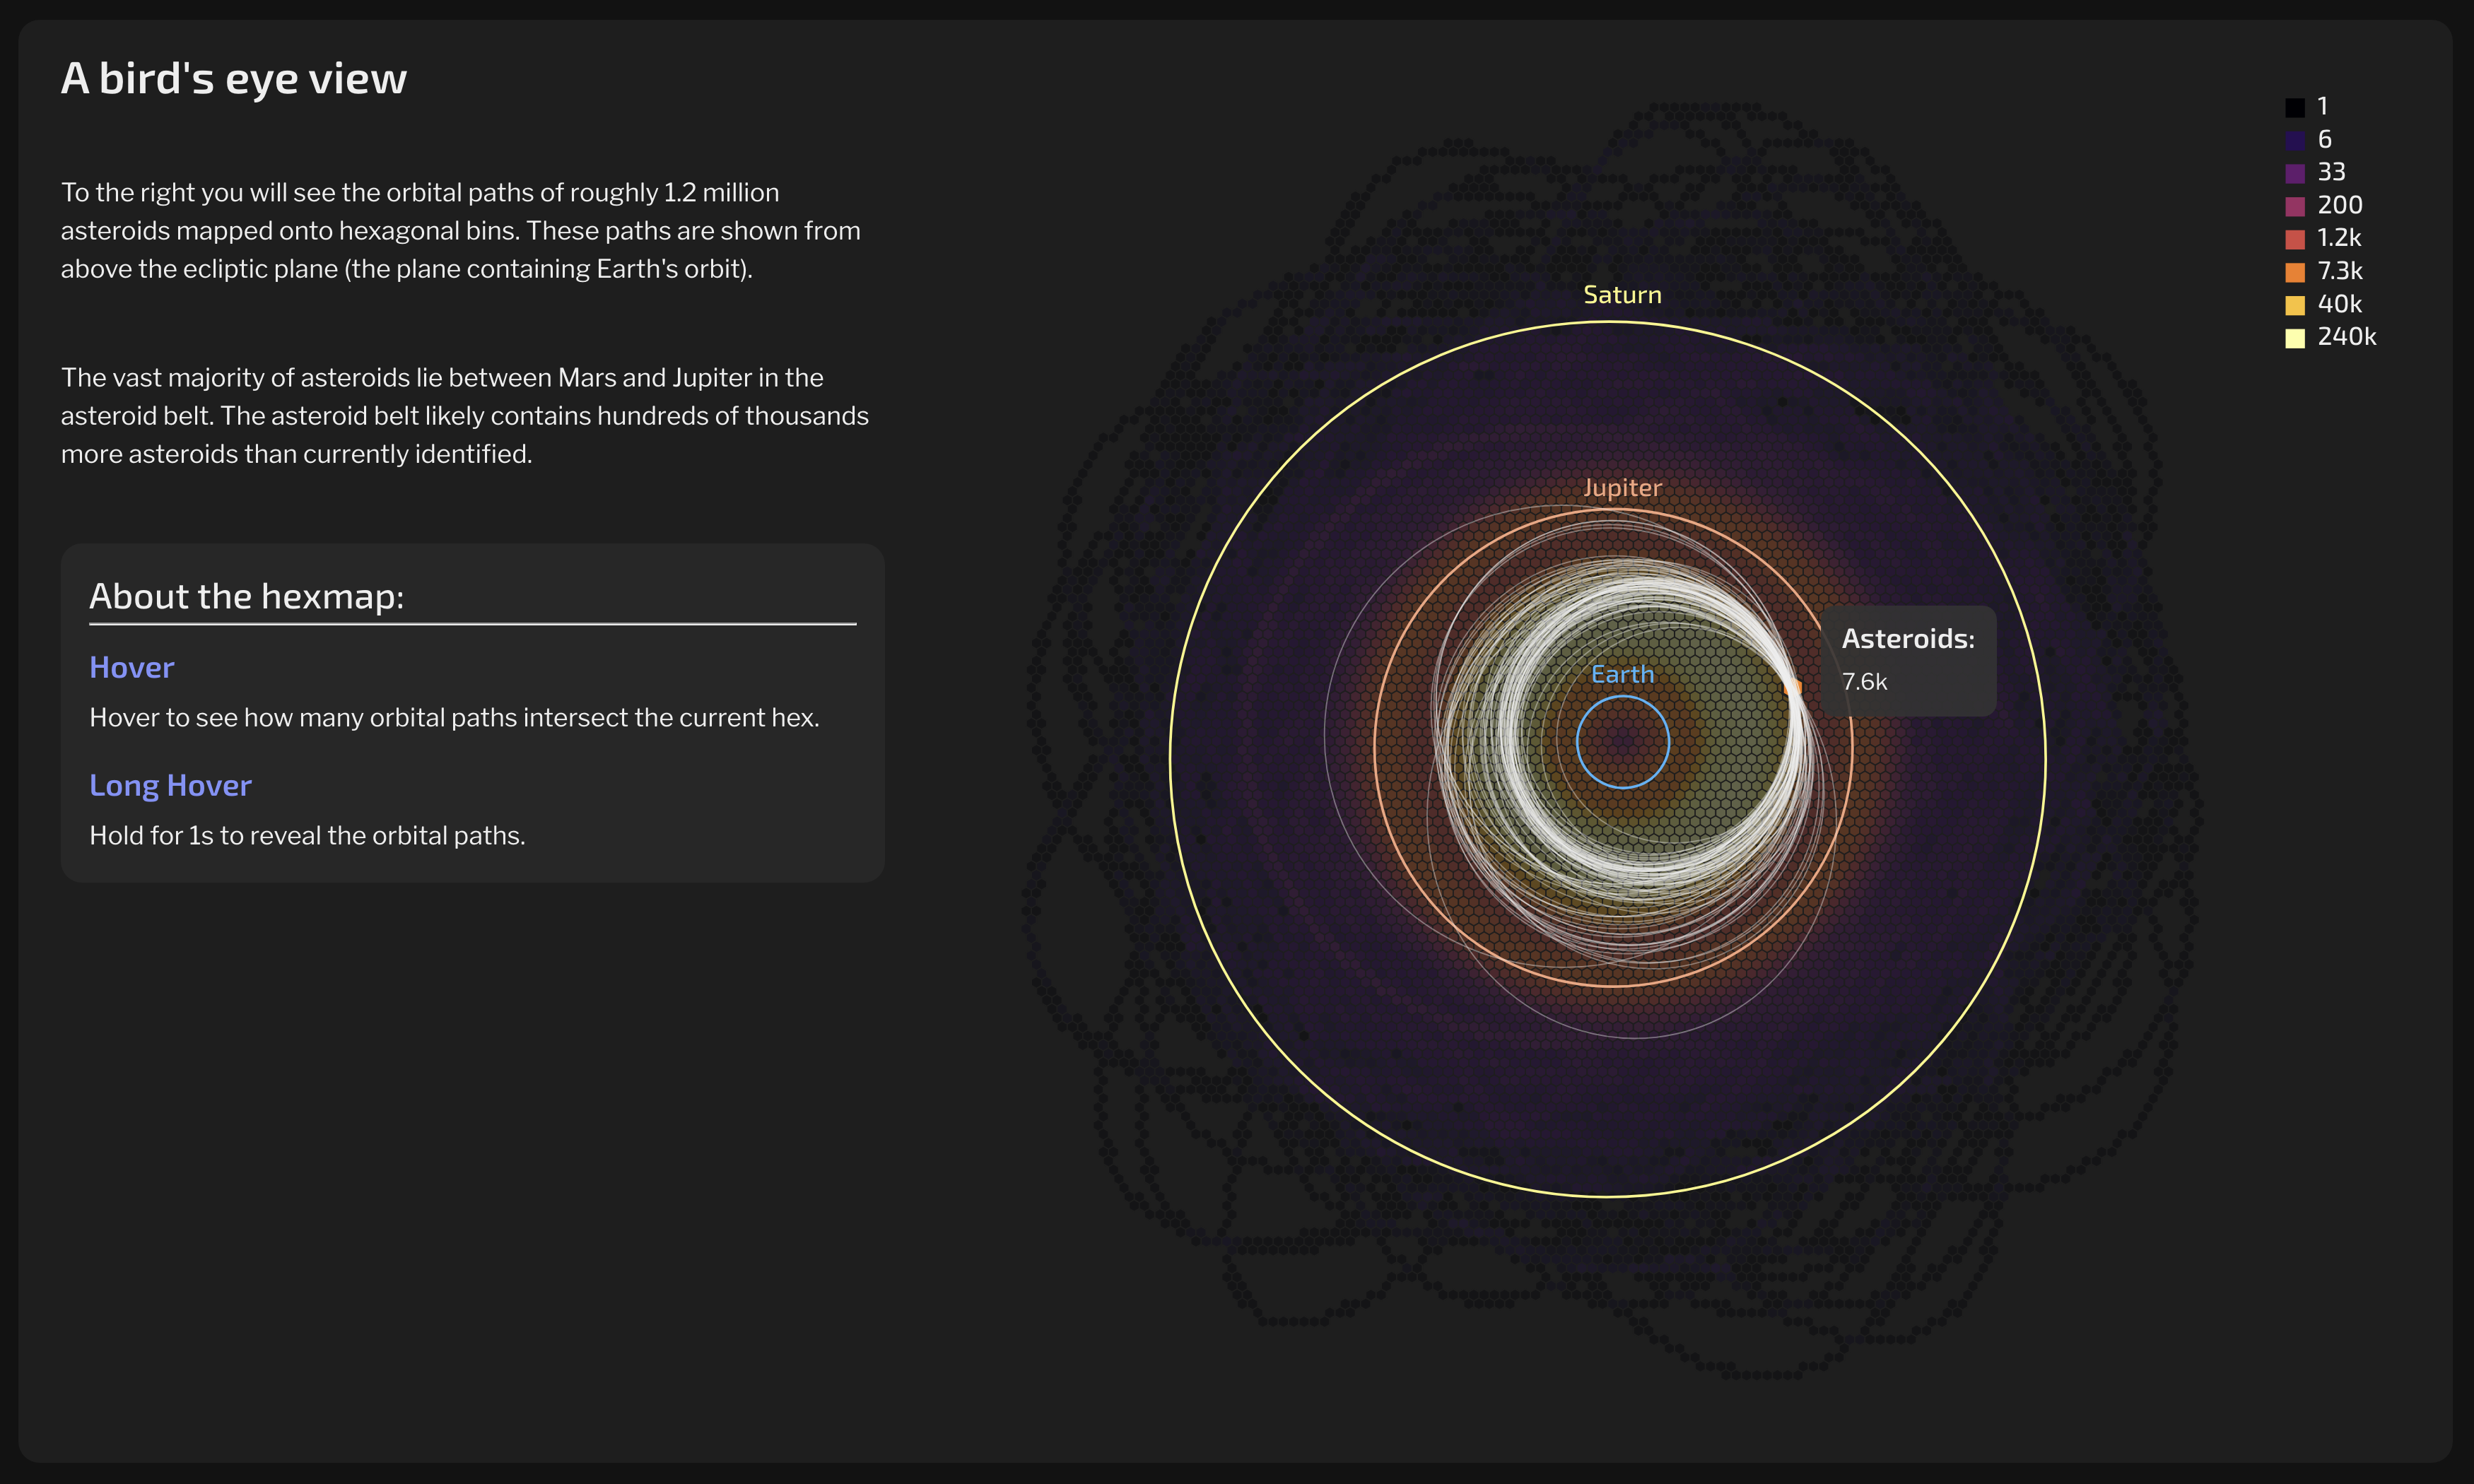 A bird's eye view
To the right you will see the orbital paths of roughly 1.2 million
asteroids mapped onto hexagonal bins. These paths are shown from
above the ecliptic plane (the plane containing Earth's orbit).
The vast majority of asteroids lie between Mars and Jupiter in the
asteroid belt. The asteroid belt likely contains hundreds of thousands
more asteroids than currently identified.
About the hexmap:
Hover
Hover to see how many orbital paths intersect the current hex.
Long Hover
Hold for 1s to reveal the orbital paths.
Saturn
Jupiter
Earth
Asteroids:
7.6k
1
6
33
200
1.2k
7.3k
40k
240k